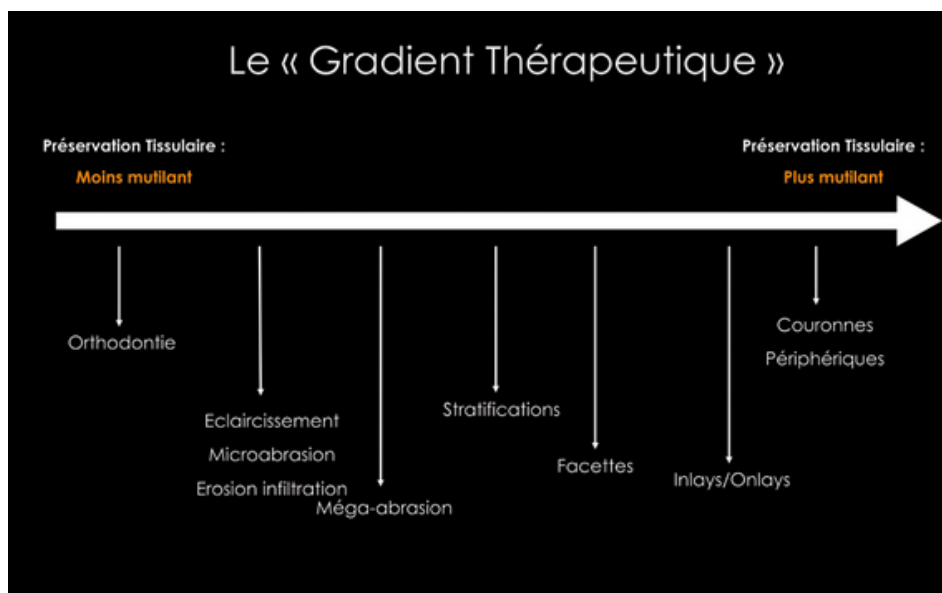 Le « Gradient Thérapeutique »
Préservation Tissulaire :
Moins mutilant
Préservation Tissulaire :
Plus mutilant
Orthodontie
Eclaircissement
Microabrasion
Erosion infiltration
Méga-abrasion
Stratifications
Facettes
Inlays/Onlays
Couronnes
Périphériques